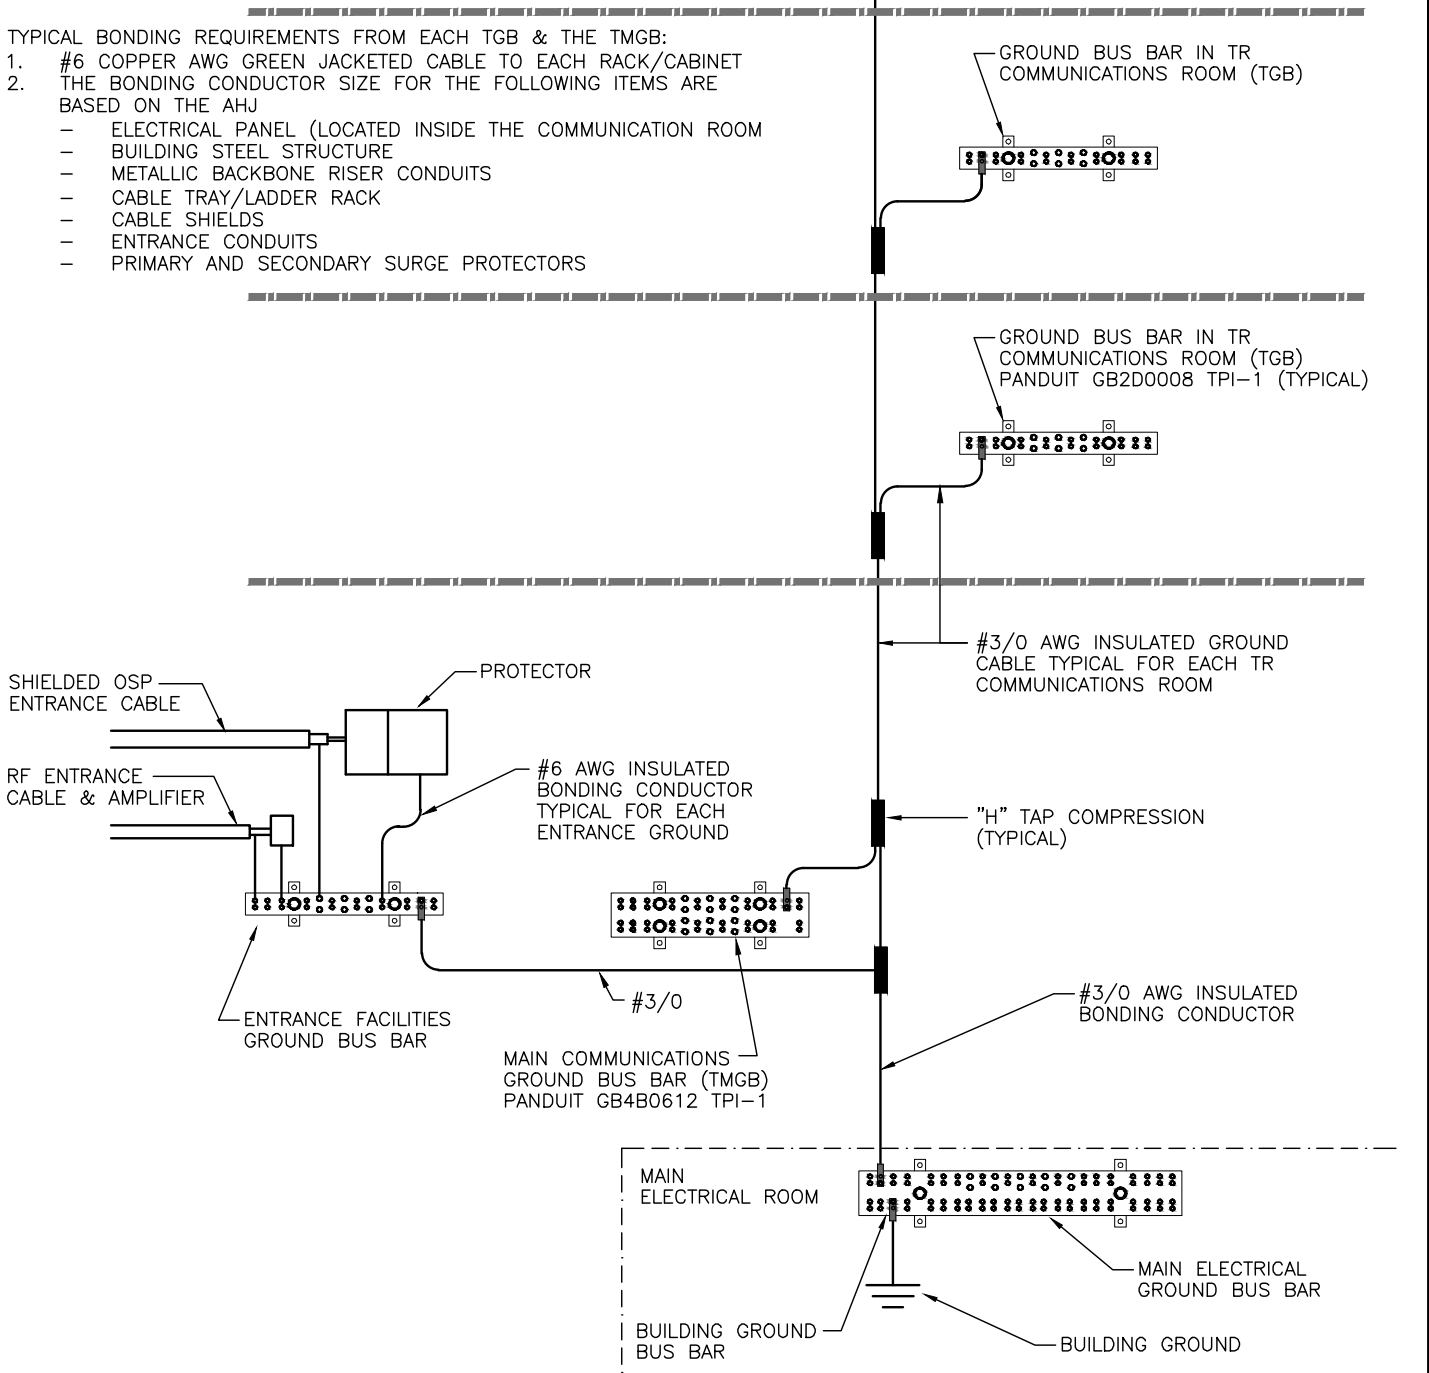 TYPICAL BONDING REQUIREMENTS FROM EACH TGB & THE TMGB:
1. #6 COPPER AWG GREEN JACKETED CABLE TO EACH RACK/CABINET
2. THE BONDING CONDUCTOR SIZE FOR THE FOLLOWING ITEMS ARE
BASED ON THE AHJ
– ELECTRICAL PANEL (LOCATED INSIDE THE COMMUNICATION ROOM
– BUILDING STEEL STRUCTURE
– METALLIC BACKBONE RISER CONDUITS
– CABLE TRAY/LADDER RACK
– CABLE SHIELDS
– ENTRANCE CONDUITS
– PRIMARY AND SECONDARY SURGE PROTECTORS
GROUND BUS BAR IN TR
COMMUNICATIONS ROOM (TGB)
GROUND BUS BAR IN TR
COMMUNICATIONS ROOM (TGB)
PANDUIT GB2D0008 TPI–1 (TYPICAL)
#3/0 AWG INSULATED GROUND
CABLE TYPICAL FOR EACH TR
COMMUNICATIONS ROOM
SHIELDED OSP
ENTRANCE CABLE
PROTECTOR
RF ENTRANCE
CABLE & AMPLIFIER
#6 AWG INSULATED
BONDING CONDUCTOR
TYPICAL FOR EACH
ENTRANCE GROUND
"H" TAP COMPRESSION
(TYPICAL)
#3/0
ENTRANCE FACILITIES
GROUND BUS BAR
#3/0 AWG INSULATED
BONDING CONDUCTOR
MAIN COMMUNICATIONS
GROUND BUS BAR (TMGB)
PANDUIT GB4B0612 TPI–1
MAIN
ELECTRICAL ROOM
MAIN ELECTRICAL
GROUND BUS BAR
BUILDING GROUND
BUS BAR
BUILDING GROUND